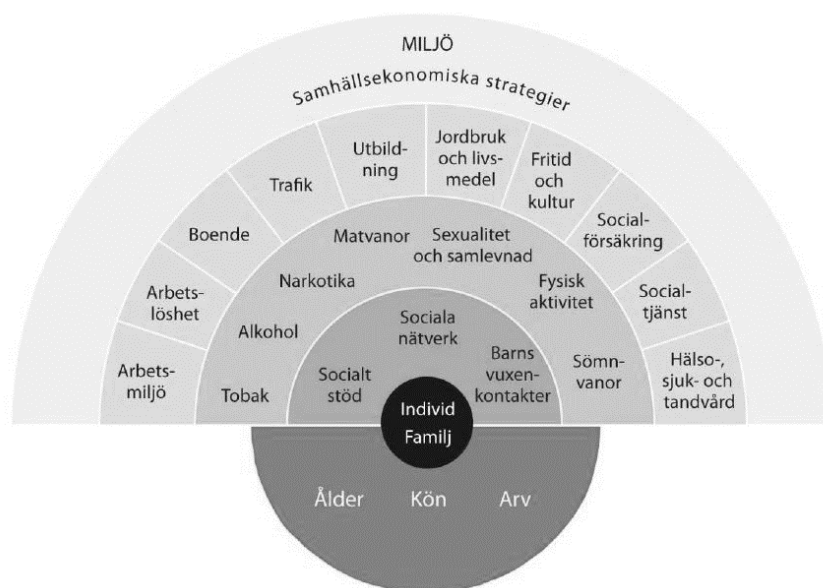 MILJÖ
Samhällsekonomiska strategier
Arbets-
miljö
Arbets-
löshet
Boende
Trafik
Utbild-
ning
Jordbruk
och livs-
medel
Fritid
och
kultur
Social-
försäkring
Social-
tjänst
Hälso-,
sjuk- och
tandvård
Tobak
Alkohol
Narkotika
Matvanor
Sexualitet
och samlevnad
Fysisk
aktivitet
Sömn-
vanor
Socialt
stöd
Sociala
nätverk
Barns
vuxen-
kontakter
Individ
Familj
Ålder
Kön
Arv